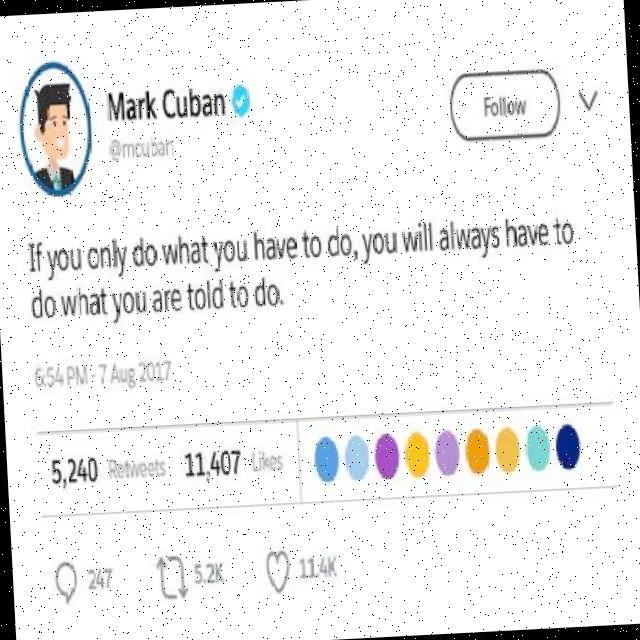 Mark Cuban
@mcuban
Follow
If you only do what you have to do, you will always have to
do what you are told to do.
6:54 PM - 7 Aug 2017
5,240 Retweets 11,407 Likes
247 5.2K 11.4K